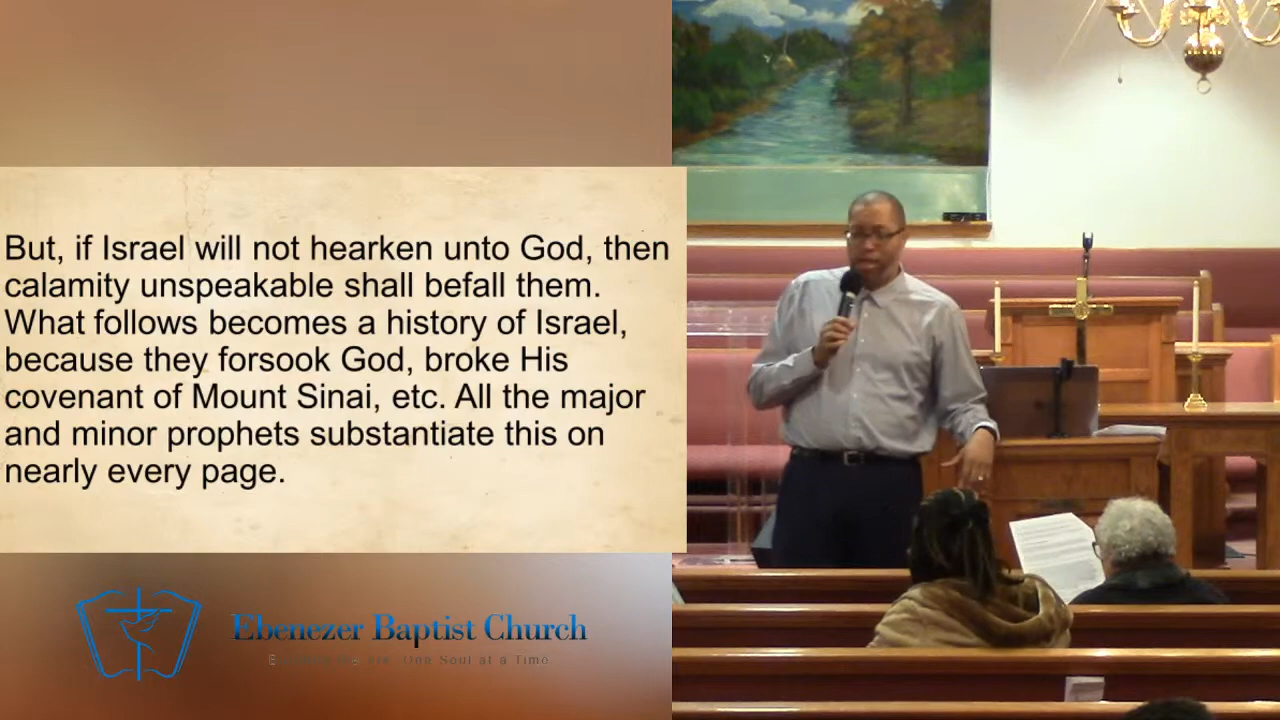 But, if Israel will not hearken unto God, then
calamity unspeakable shall befall them.
What follows becomes a history of Israel,
because they forsook God, broke His
covenant of Mount Sinai, etc. All the major
and minor prophets substantiate this on
nearly every page.
Ebenezer Baptist Church
One Soul at a Time